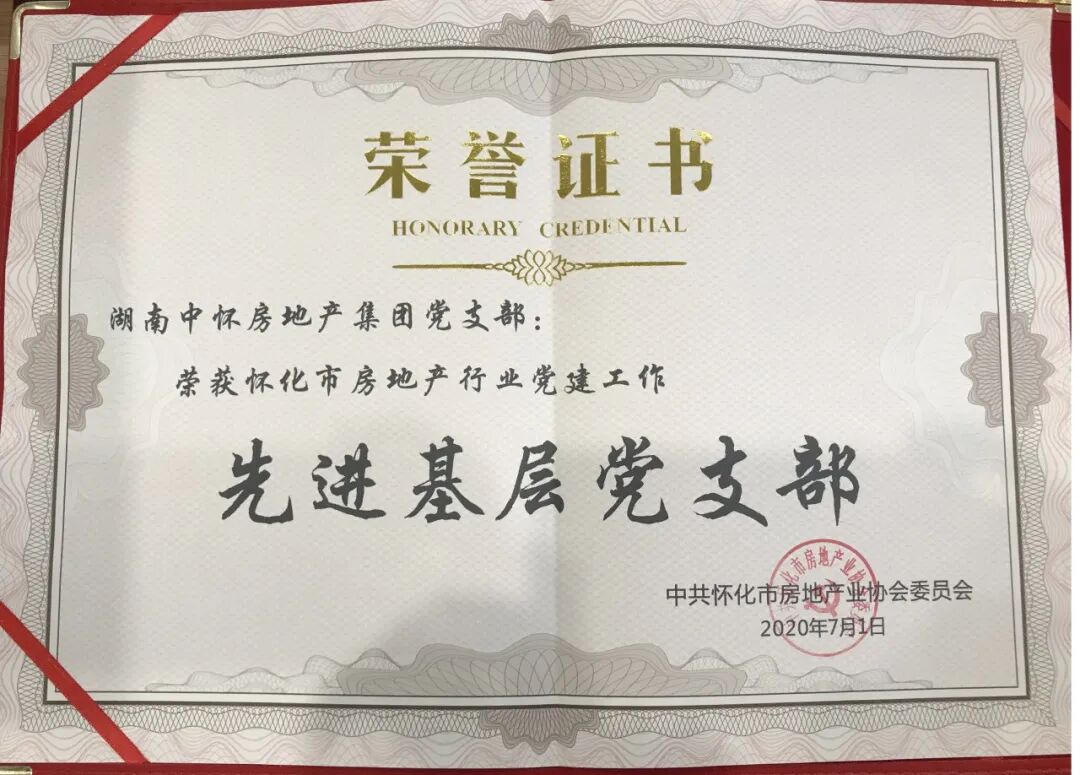 荣誉证书
HONORARY CREDENTIAL
湖南中怀房地产集团党支部：
荣获怀化市房地产行业党建工作
先进基层党支部
中共怀化市房地产业协会委员会
2020年7月1日